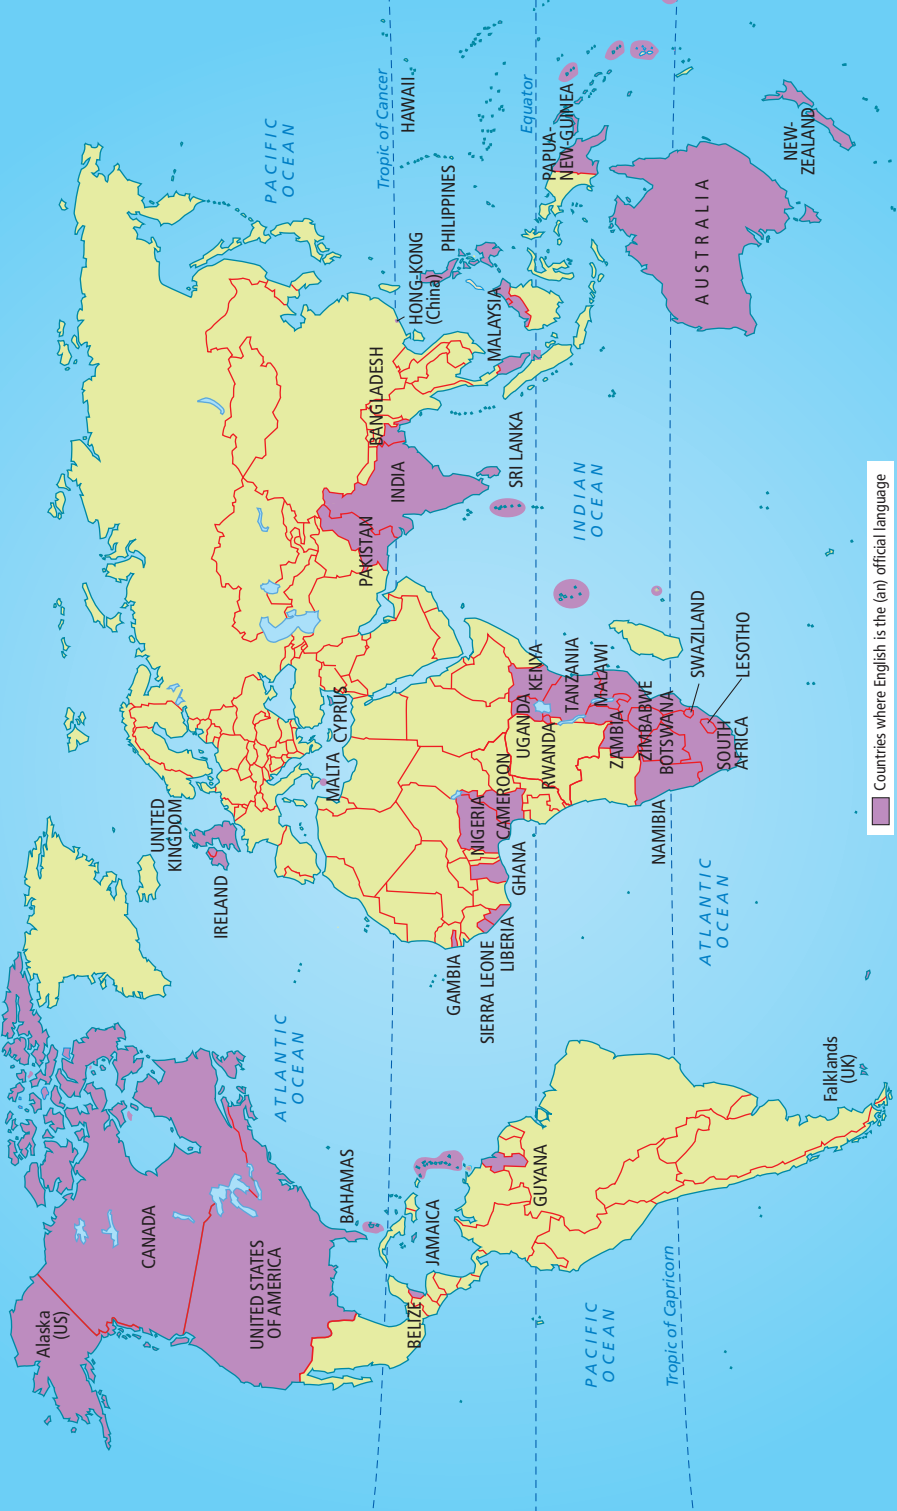 Alaska
(US)
CANADA
UNITED STATES
OF AMERICA
BAHAMAS
JAMAICA
BELIZE
GUYANA
Falklands
(UK)
ATLANTIC
OCEAN
PACIFIC
OCEAN
Tropic of Capricorn
UNITED
KINGDOM
IRELAND
MALTA
CYPRUS
GAMBIA
SIERRA LEONE
LIBERIA
GHANA
NIGERIA
CAMEROON
UGANDA
RWANDA
KENYA
TANZANIA
MALAWI
ZAMBIA
ZIMBABWE
BOTSWANA
NAMIBIA
SOUTH
AFRICA
SWAZILAND
LESOTHO
ATLANTIC
OCEAN
PAKISTAN
INDIA
BANGLADESH
SRI LANKA
INDIAN
OCEAN
HONG-KONG
(China)
PHILIPPINES
MALAYSIA
PACIFIC
OCEAN
Tropic of Cancer
HAWAII
Equator
PAPUA-
NEW-GUINEA
AUSTRALIA
NEW-
ZEALAND
Countries where English is the (an) official language